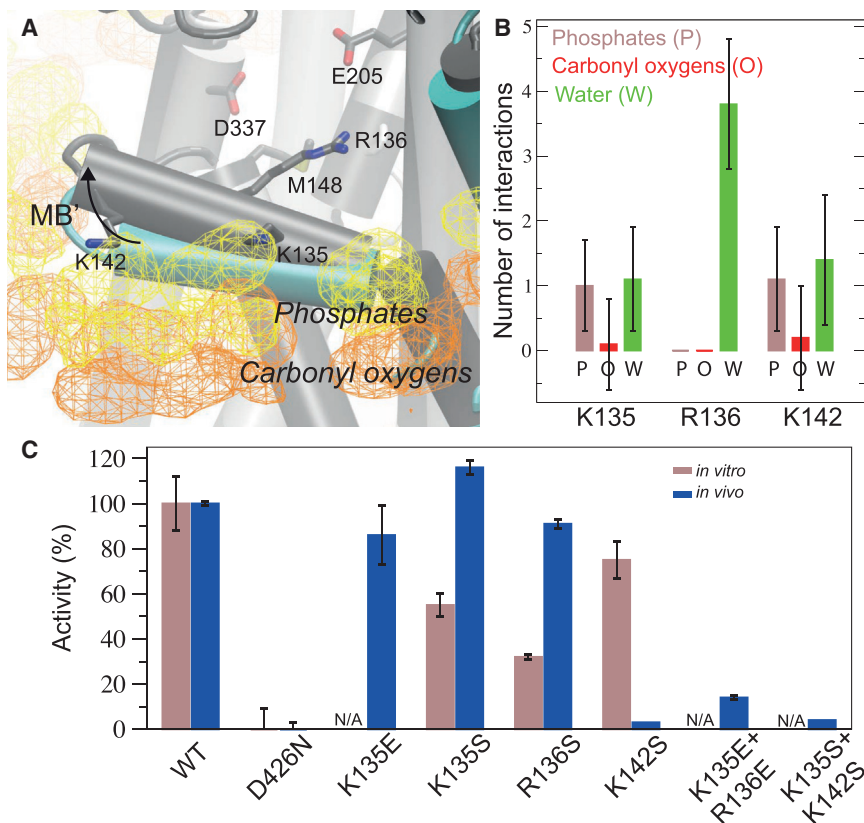 A
E205
D337
R136
M148
MB'
K142
K135
Phosphates
Carbonyl oxygens
B
Phosphates (P)
Carbonyl oxygens (O)
Water (W)
Number of interactions
5
4
3
2
1
0
P O W P O W P O W
K135 R136 K142
C
in vitro
in vivo
Activity (%)
120
100
80
60
40
20
0
N/A N/A N/A
WT
D426N
K135E
K135S
R136S
K142S
K135E+
R136E
K135S+
K142S